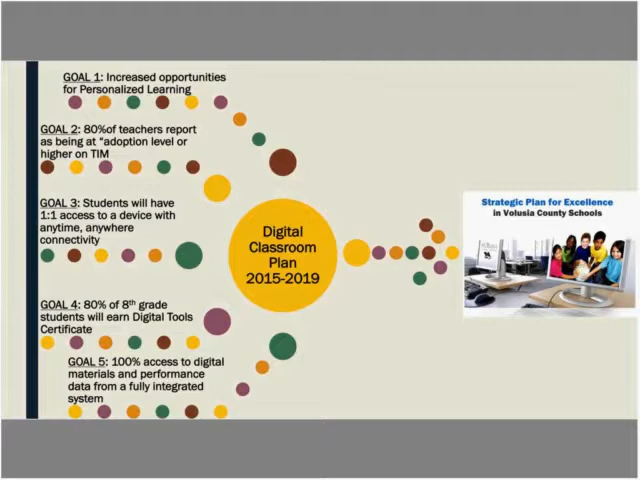 GOAL 1: Increased opportunities
for Personalized Learning
GOAL 2: 80%of teachers report
as being at "adoption level or
higher on TIM
GOAL 3: Students will have
1:1 access to a device with
anytime, anywhere
connectivity
GOAL 4: 80% of 8th grade
students will earn Digital Tools
Certificate
GOAL 5: 100% access to digital
materials and performance
data from a fully integrated
system
Digital
Classroom
Plan
2015-2019
Strategic Plan for Excellence
in Volusia County Schools